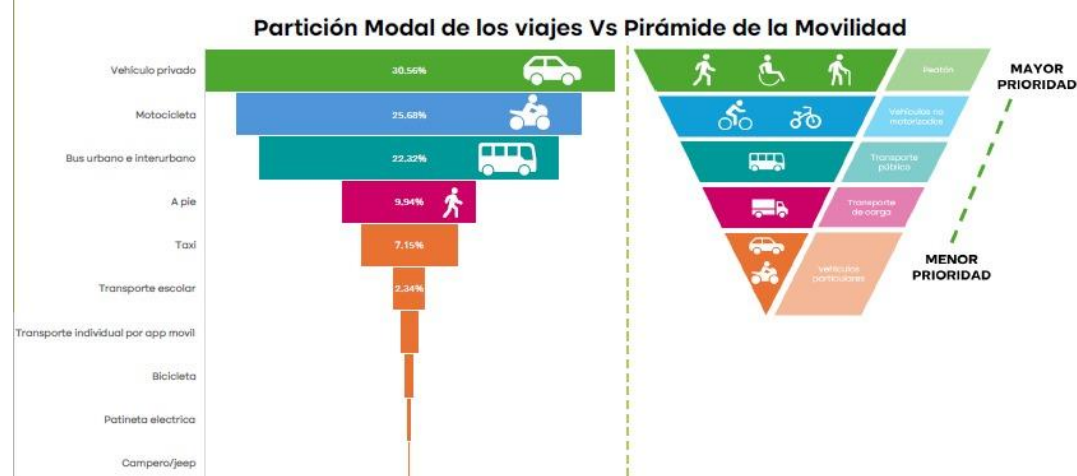 Partición Modal de los viajes Vs Pirámide de la Movilidad
Vehículo privado
30.56%
Motocicleta
25.68%
Bus urbano e interurbano
22.32%
A pie
9.94%
Taxi
7.15%
Transporte escolar
2.34%
Transporte individual por app movil
Bicicleta
Patineta electrica
Campero/jeep
Peatón
Vehículos no
motorizados
Transporte
público
Transporte
de carga
Vehículos
particulares
MAYOR
PRIORIDAD
MENOR
PRIORIDAD